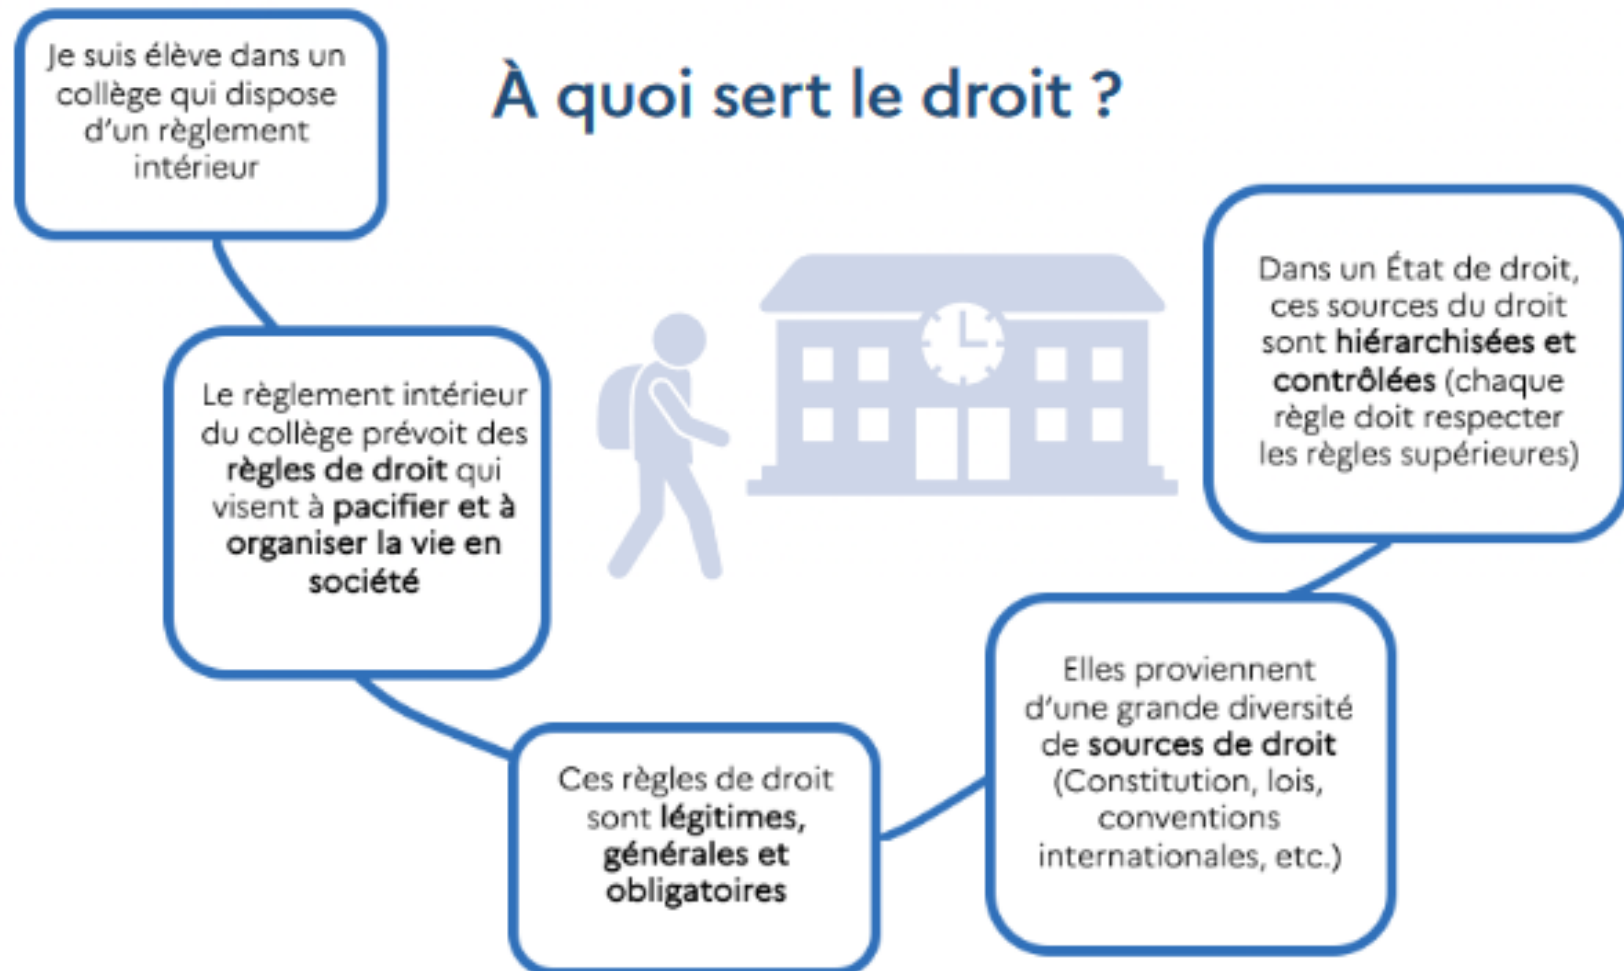 À quoi sert le droit ?
Je suis élève dans un
collège qui dispose
d'un règlement
intérieur
Le règlement intérieur
du collège prévoit des
règles de droit qui
visent à pacifier et à
organiser la vie en
société
Ces règles de droit
sont légitimes,
générales et
obligatoires
Elles proviennent
d'une grande diversité
de sources de droit
(Constitution, lois,
conventions
internationales, etc.)
Dans un État de droit,
ces sources du droit
sont hiérarchisées et
contrôlées (chaque
règle doit respecter
les règles supérieures)